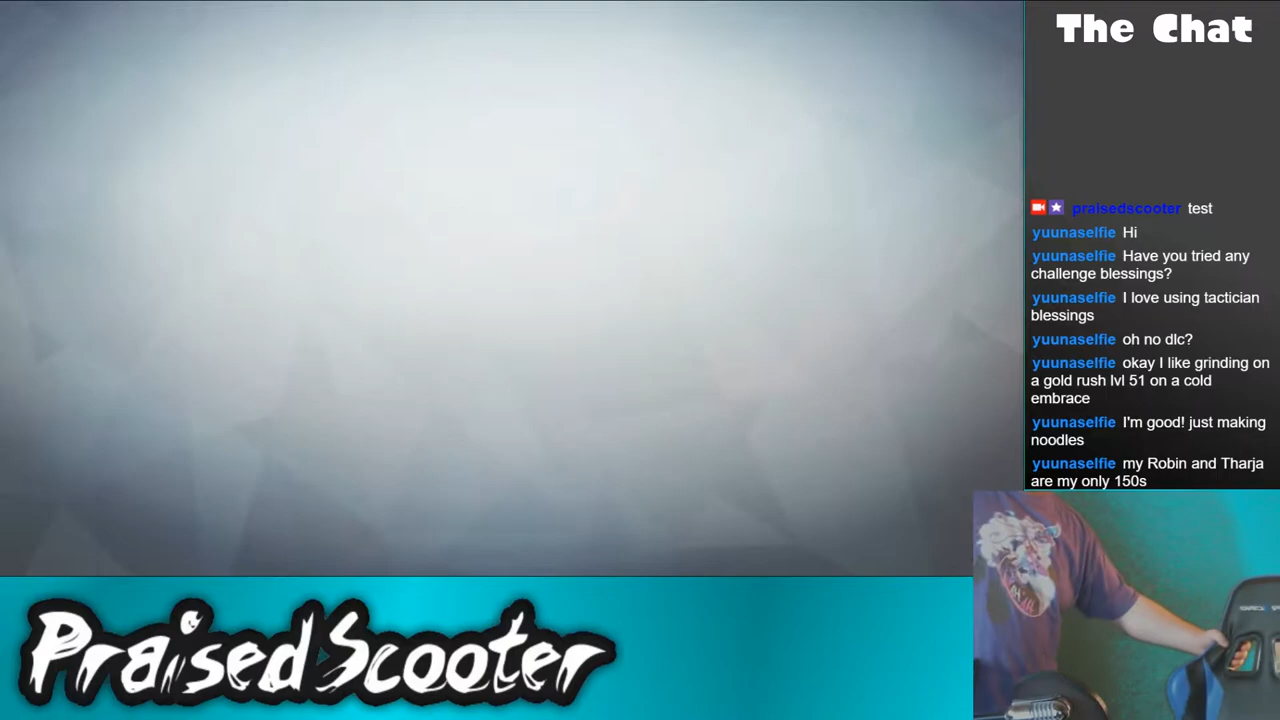 The Chat
praisedscooter test
yuunaselfie Hi
yuunaselfie Have you tried any
challenge blessings?
yuunaselfie I love using tactician
blessings
yuunaselfie oh no dlc?
yuunaselfie okay I like grinding on
a gold rush lvl 51 on a cold
embrace
yuunaselfie I'm good! just making
noodles
yuunaselfie my Robin and Tharja
are my only 150s
PraisedScooter